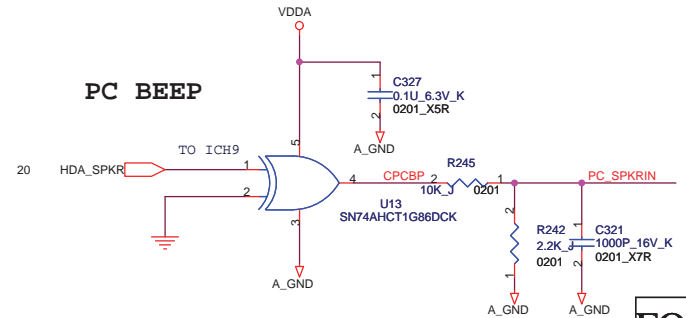 VDDA
PC BEEP
1
C327
0.1U_6.3V_K
0201_X5R
2
A_GND
5
TO ICH9
20
HDA_SPKR
1
2
4
CPCBP
2
R245
1
10K_J
0201
PC_SPKRIN
U13
SN74AHCT1G86DCK
3
A_GND
2
R242
2.2K_J
0201
1
A_GND
1
C321
1000P_16V_K
0201_X7R
2
A_GND